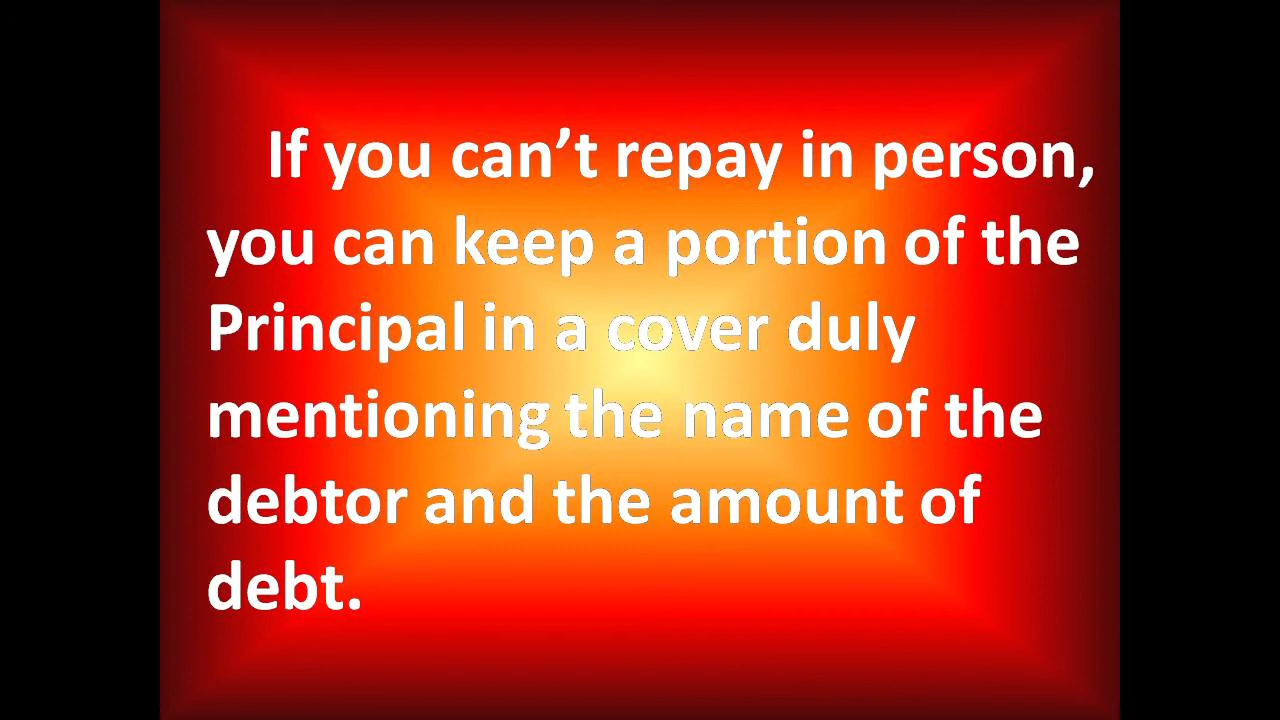 If you can’t repay in person,
you can keep a portion of the
Principal in a cover duly
mentioning the name of the
debtor and the amount of
debt.